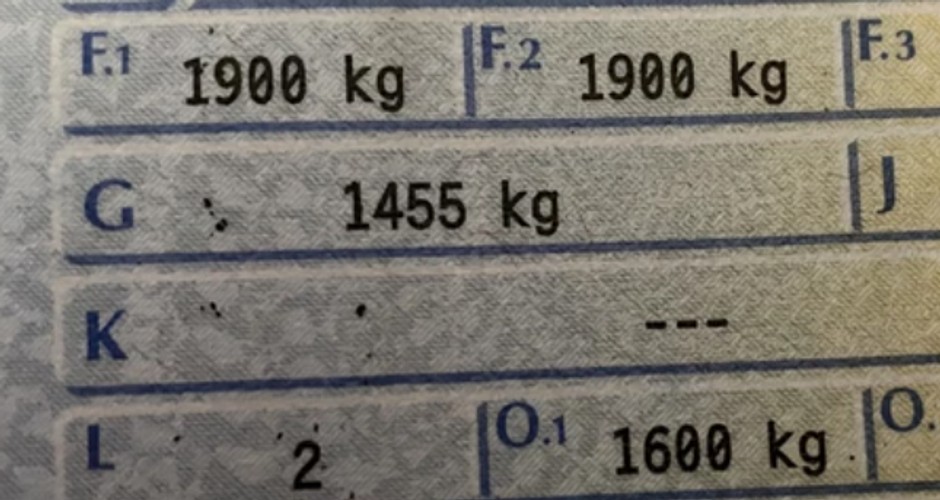 F.1 1900 kg F.2 1900 kg F.3
G 1455 kg J
K ---
L 2 O.1 1600 kg O.